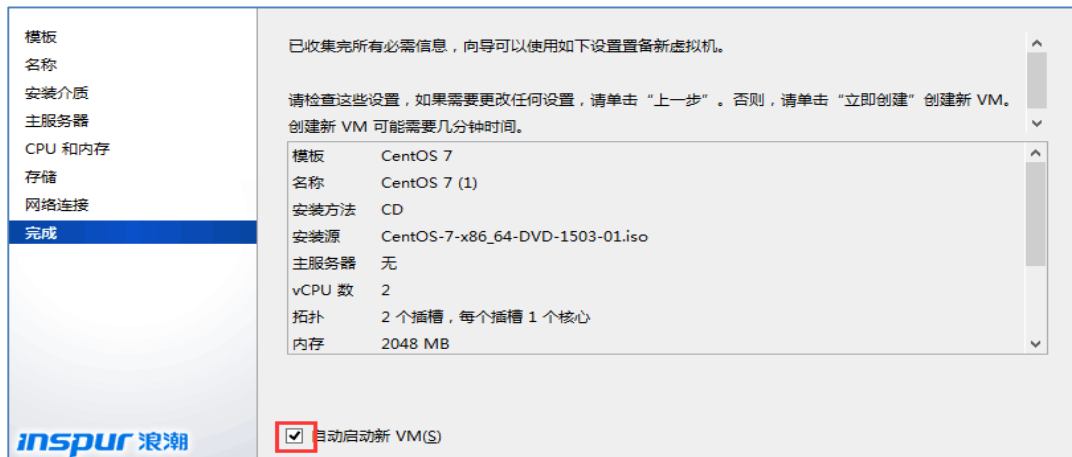 模板
名称
安装介质
主服务器
CPU 和内存
存储
网络连接
完成
inspur 浪潮
已收集完所有必需信息，向导可以使用如下设置置备新虚拟机。
请检查这些设置，如果需要更改任何设置，请单击“上一步”。否则，请单击“立即创建”创建新 VM。
创建新 VM 可能需要几分钟时间。
模板 CentOS 7
名称 CentOS 7 (1)
安装方法 CD
安装源 CentOS-7-x86_64-DVD-1503-01.iso
主服务器 无
vCPU 数 2
拓扑 2 个插槽，每个插槽 1 个核心
内存 2048 MB
自动启动新 VM(S)